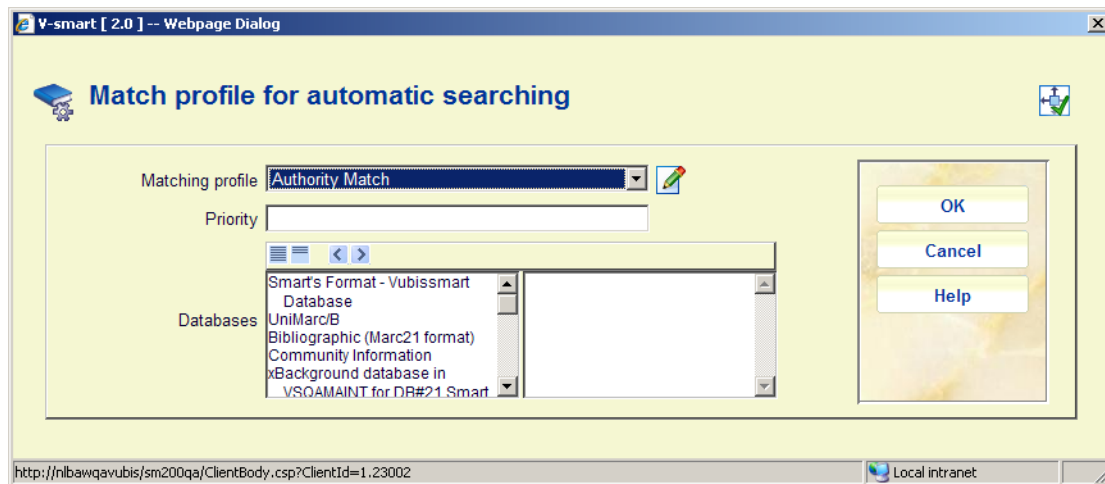 V-smart [ 2.0 ] -- Webpage Dialog
Match profile for automatic searching
Matching profile
Authority Match
Priority
Databases
Smart's Format - Vubissmart
Database
UniMarc/B
Bibliographic (Marc21 format)
Community Information
xBackground database in
VSQAMAINT for DB#21 Smart
OK
Cancel
Help
http://nlbawqavubis/sm200qa/ClientBody.csp?ClientId=1.23002
Local intranet